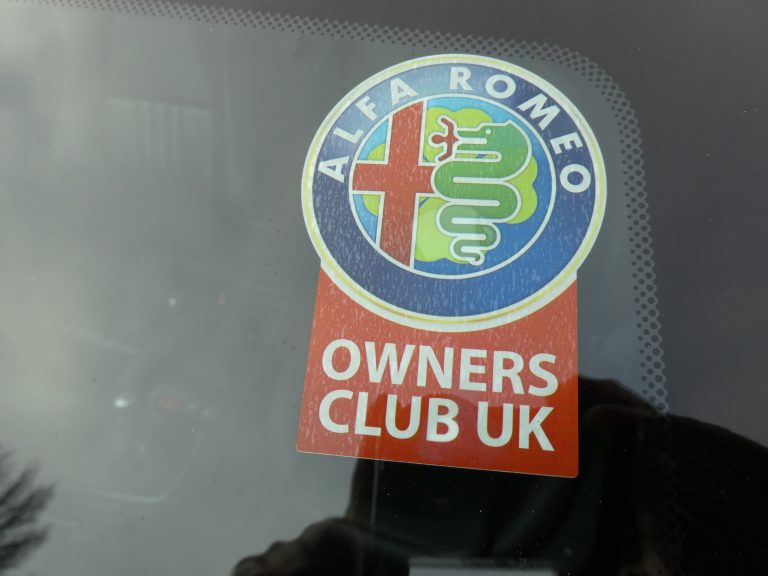 ALFA ROMEO
OWNERS
CLUB UK